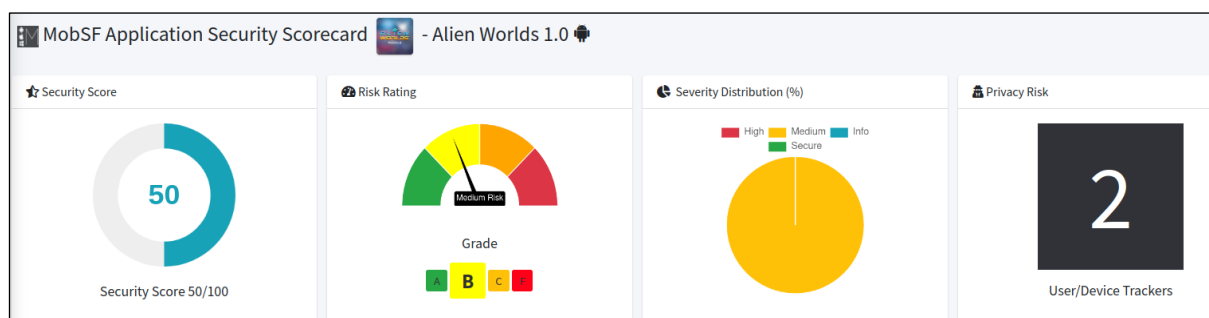 MobSF Application Security Scorecard - Alien Worlds 1.0
Security Score
50
Security Score 50/100
Risk Rating
Medium Risk
Grade
A B C F
Severity Distribution (%)
High Medium Info
Secure
Privacy Risk
2
User/Device Trackers